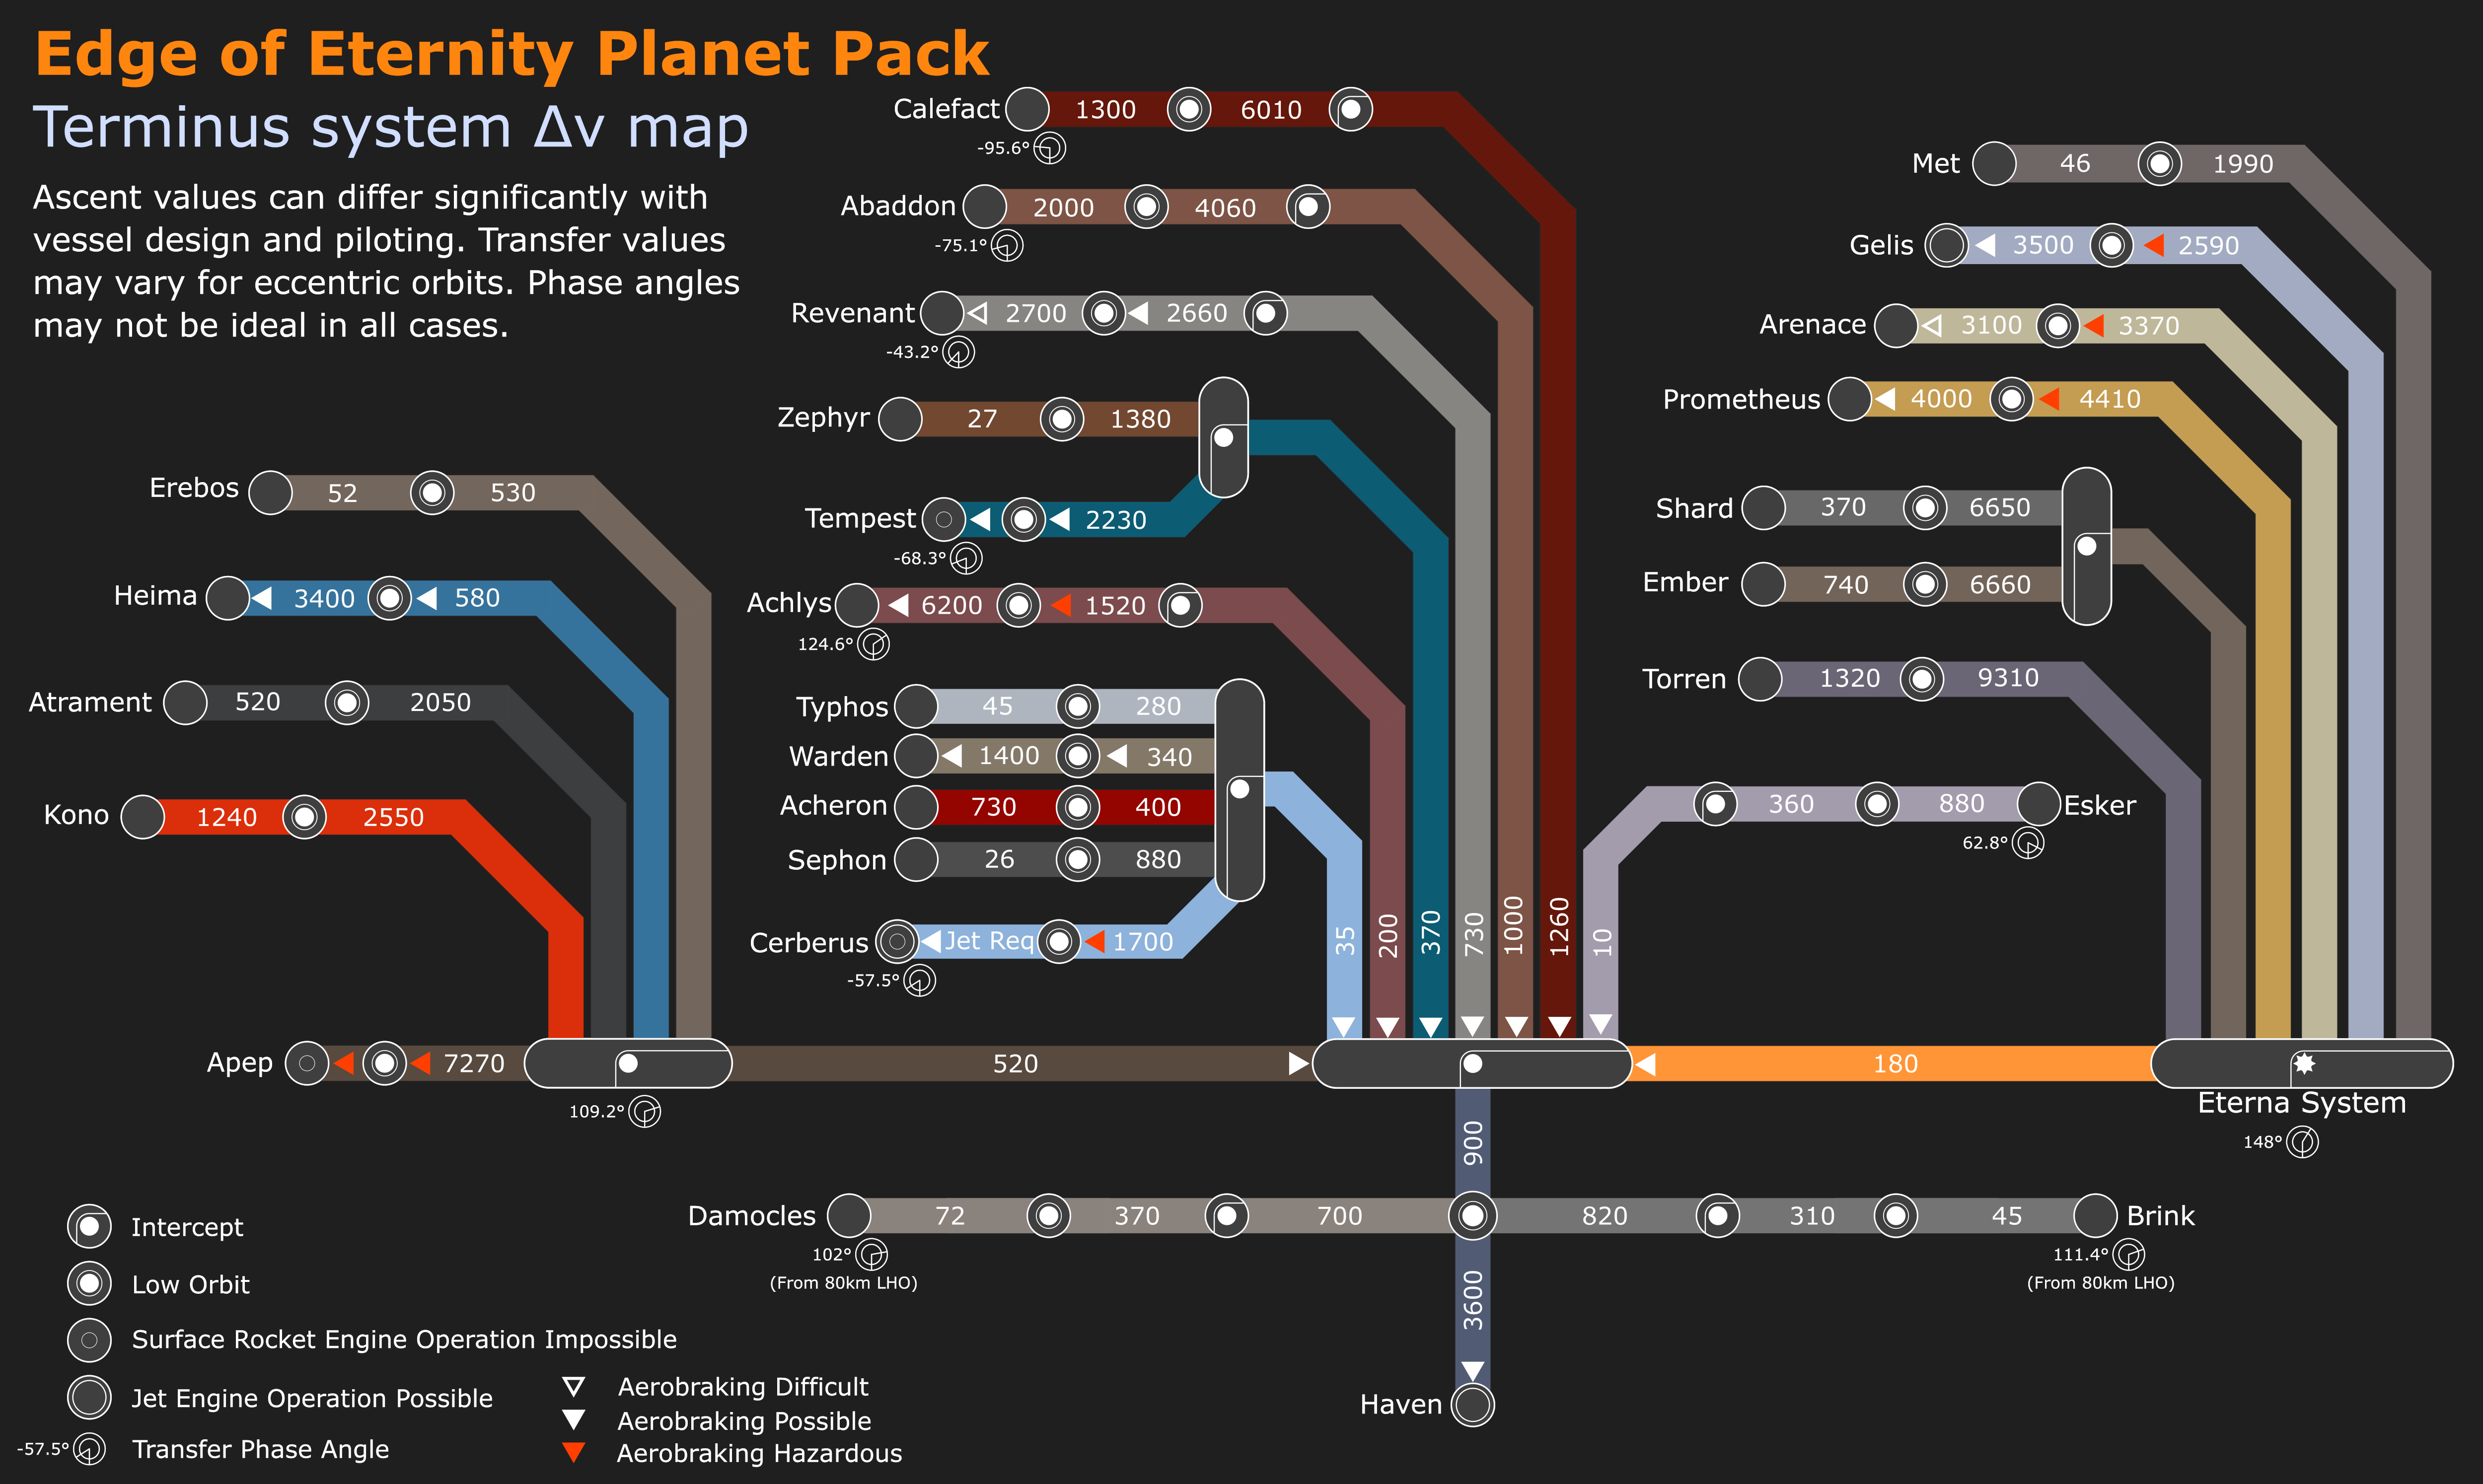 Edge of Eternity Planet Pack
Terminus system Δv map
Ascent values can differ significantly with
vessel design and piloting. Transfer values
may vary for eccentric orbits. Phase angles
may not be ideal in all cases.
Calefact 1300 6010
-95.6°
Abaddon 2000 4060
-75.1°
Revenant 2700 2660
-43.2°
Zephyr 27 1380
Tempest 2230
-68.3°
Achlys 6200 1520
124.6°
Typhos 45 280
Warden 1400 340
Acheron 730 400
Sephon 26 880
Cerberus Jet Req 1700
-57.5°
Erebos 52 530
Heima 3400 580
Atrament 520 2050
Kono 1240 2550
Met 46 1990
Gelis 3500 2590
Arenace 3100 3370
Prometheus 4000 4410
Shard 370 6650
Ember 740 6660
Torren 1320 9310
360 880 Esker
62.8°
35 200 370 730 1000 1260 10
Apep 7270 520 180
109.2°
Eterna System
148°
900
Damocles 72 370 700 820 310 45 Brink
102°
(From 80km LHO)
111.4°
(From 80km LHO)
3600
Haven
Intercept
Low Orbit
Surface Rocket Engine Operation Impossible
Jet Engine Operation Possible
-57.5° Transfer Phase Angle
Aerobraking Difficult
Aerobraking Possible
Aerobraking Hazardous